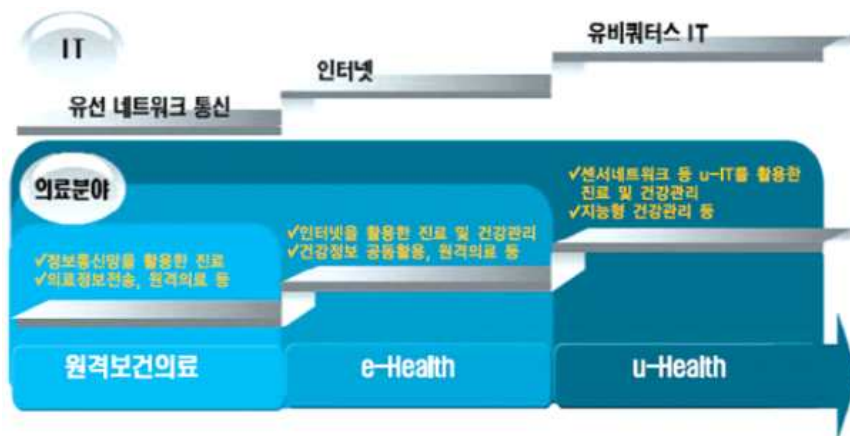 IT
유선 네트워크 통신
인터넷
유비쿼터스 IT
의료분야
✓정보통신망을 활용한 진료
✓의료정보전송, 원격의료 등
✓인터넷을 활용한 진료 및 건강관리
✓건강정보 공동활용, 원격의료 등
✓센서네트워크 등 u-IT를 활용한
진료 및 건강관리
✓지능형 건강관리 등
원격보건의료
e-Health
u-Health